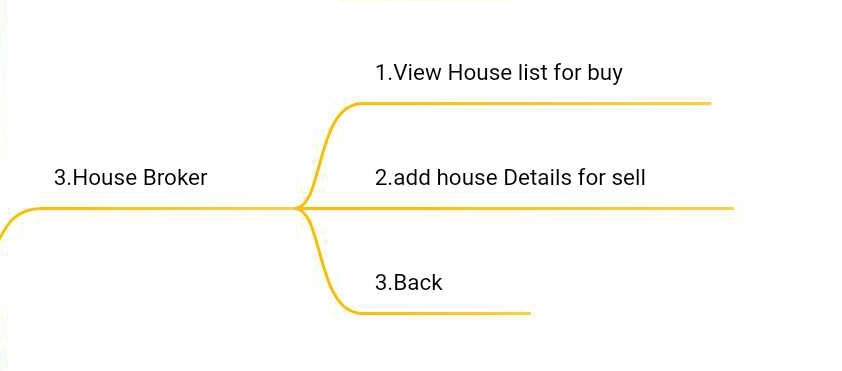 1.View House list for buy
3.House Broker
2.add house Details for sell
3.Back